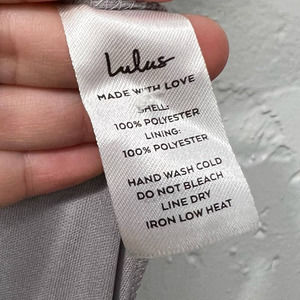 Lulus
MADE WITH LOVE
SHELL:
100% POLYESTER
LINING:
100% POLYESTER
HAND WASH COLD
DO NOT BLEACH
LINE DRY
IRON LOW HEAT